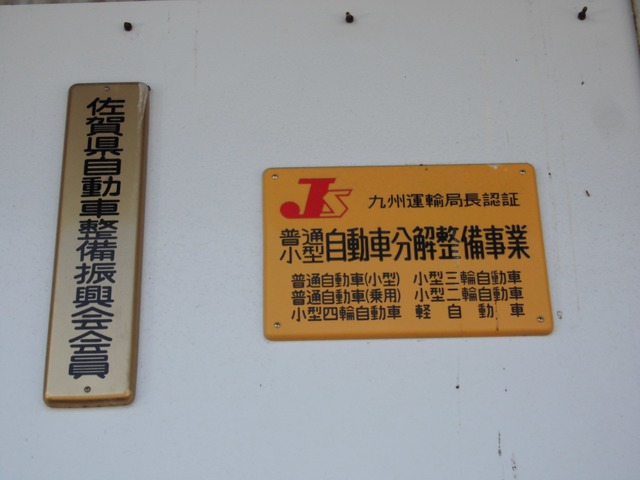 佐賀県自動車整備振興会会員
JS 九州運輸局長認証
普通
小型 自動車分解整備事業
普通自動車(小型) 小型三輪自動車
普通自動車(乗用) 小型二輪自動車
小型四輪自動車 軽自動車